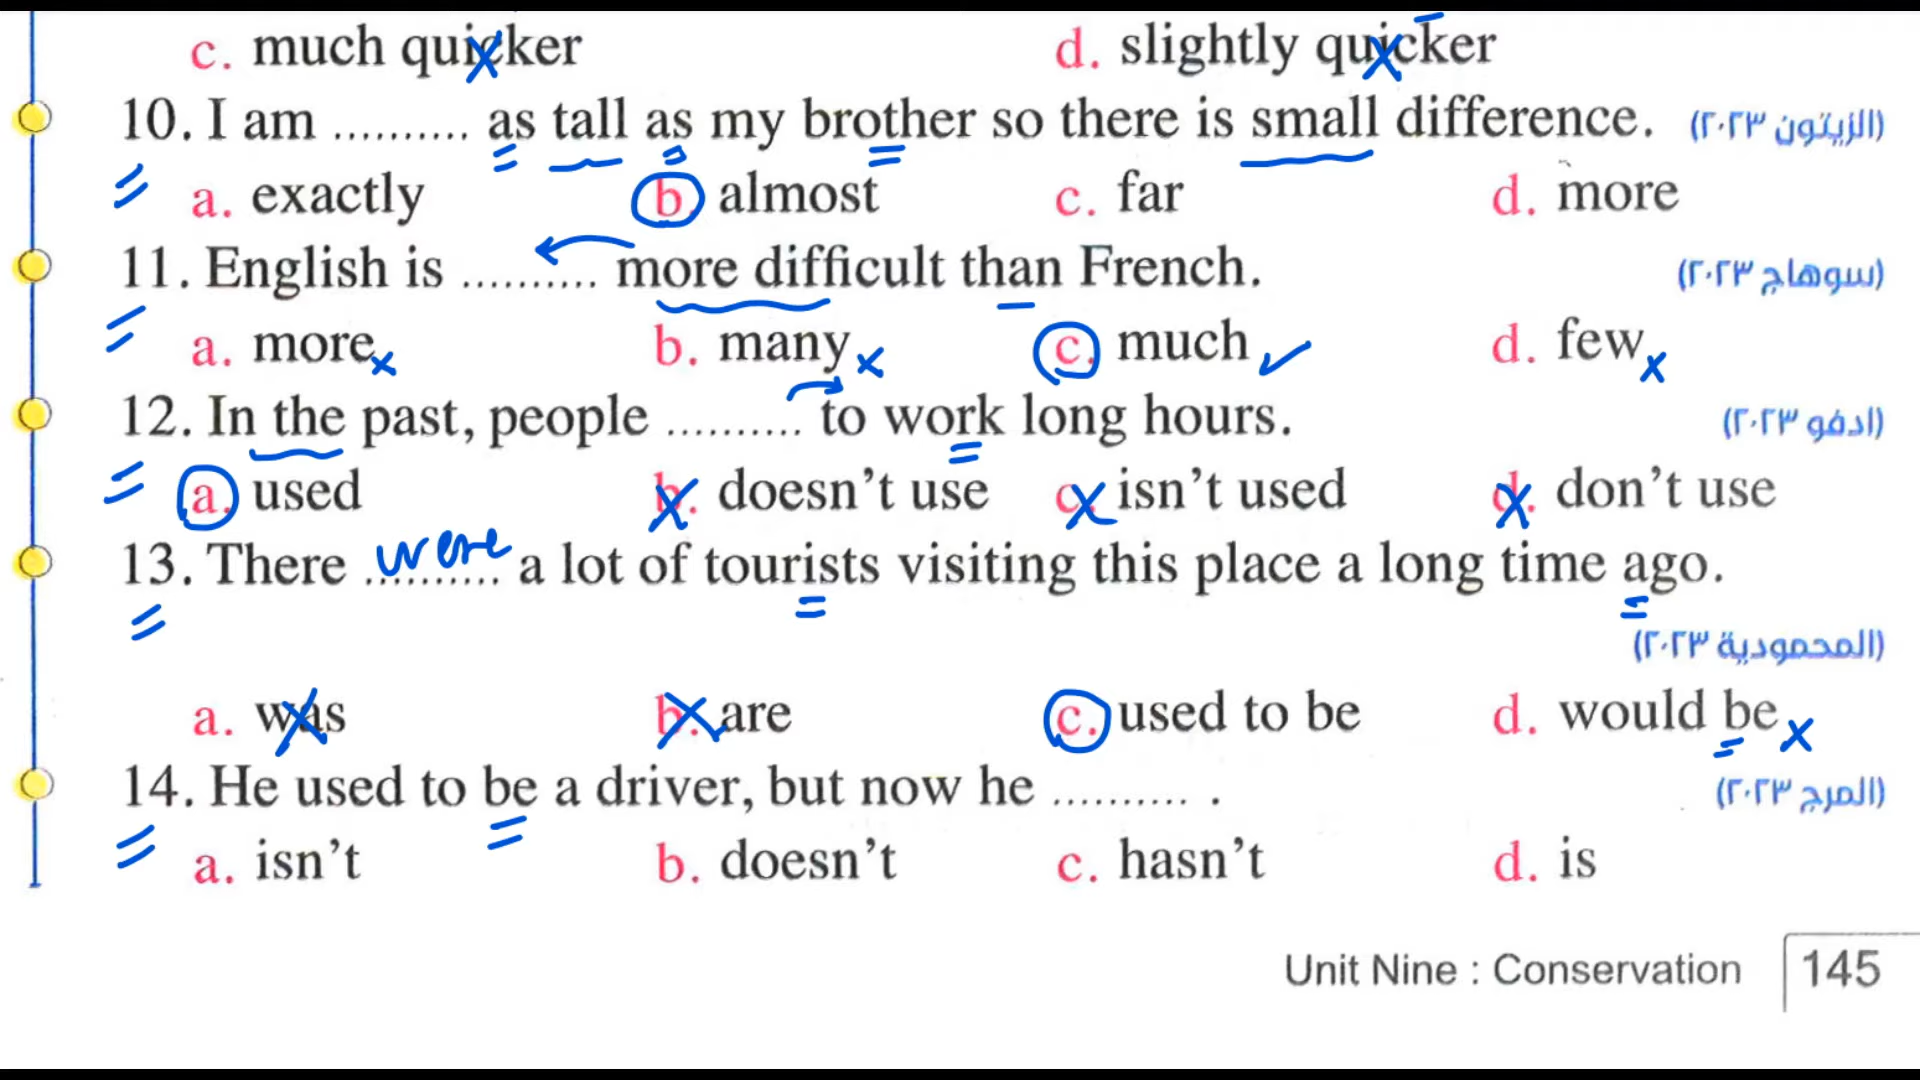 c. much quicker d. slightly quicker
10. I am .......... as tall as my brother so there is small difference. (الزيتون ٢٠٢٣)
a. exactly b. almost c. far d. more
11. English is .......... more difficult than French. (سوهاج ٢٠٢٣)
a. more b. many c. much d. few
12. In the past, people .......... to work long hours. (ادفو ٢٠٢٣)
a. used b. doesn't use c. isn't used d. don't use
13. There .......... were a lot of tourists visiting this place a long time ago.
(المحمودية ٢٠٢٣)
a. was b. are c. used to be d. would be
14. He used to be a driver, but now he .......... . (المرج ٢٠٢٣)
a. isn't b. doesn't c. hasn't d. is
Unit Nine : Conservation 145